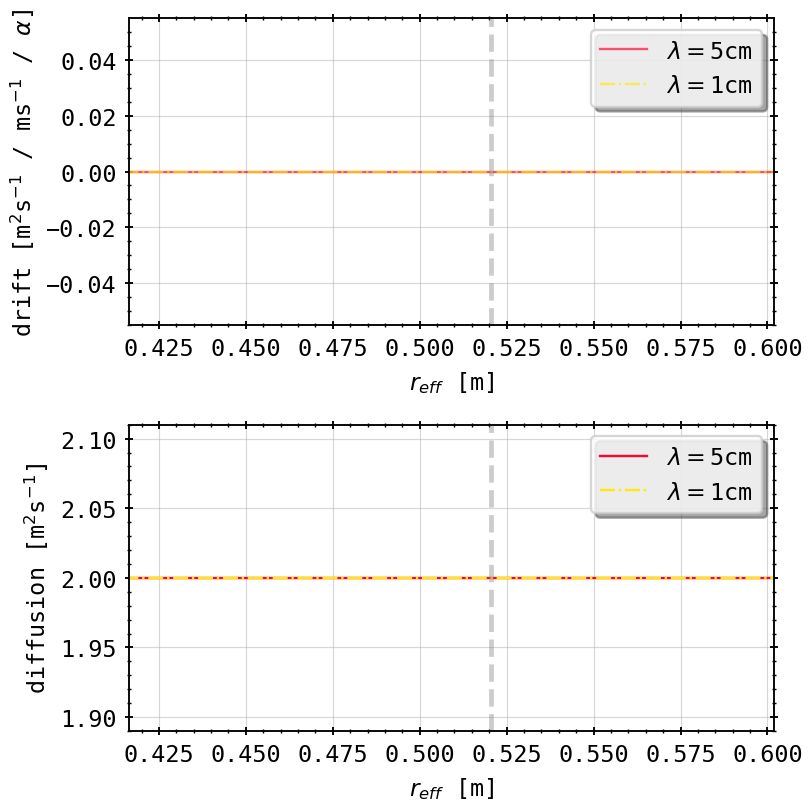 drift [m²s⁻¹ / ms⁻¹ / α]
0.04
0.02
0.00
−0.02
−0.04
λ = 5cm
λ = 1cm
0.425 0.450 0.475 0.500 0.525 0.550 0.575 0.600
r_eff [m]
diffusion [m²s⁻¹]
2.10
2.05
2.00
1.95
1.90
λ = 5cm
λ = 1cm
0.425 0.450 0.475 0.500 0.525 0.550 0.575 0.600
r_eff [m]